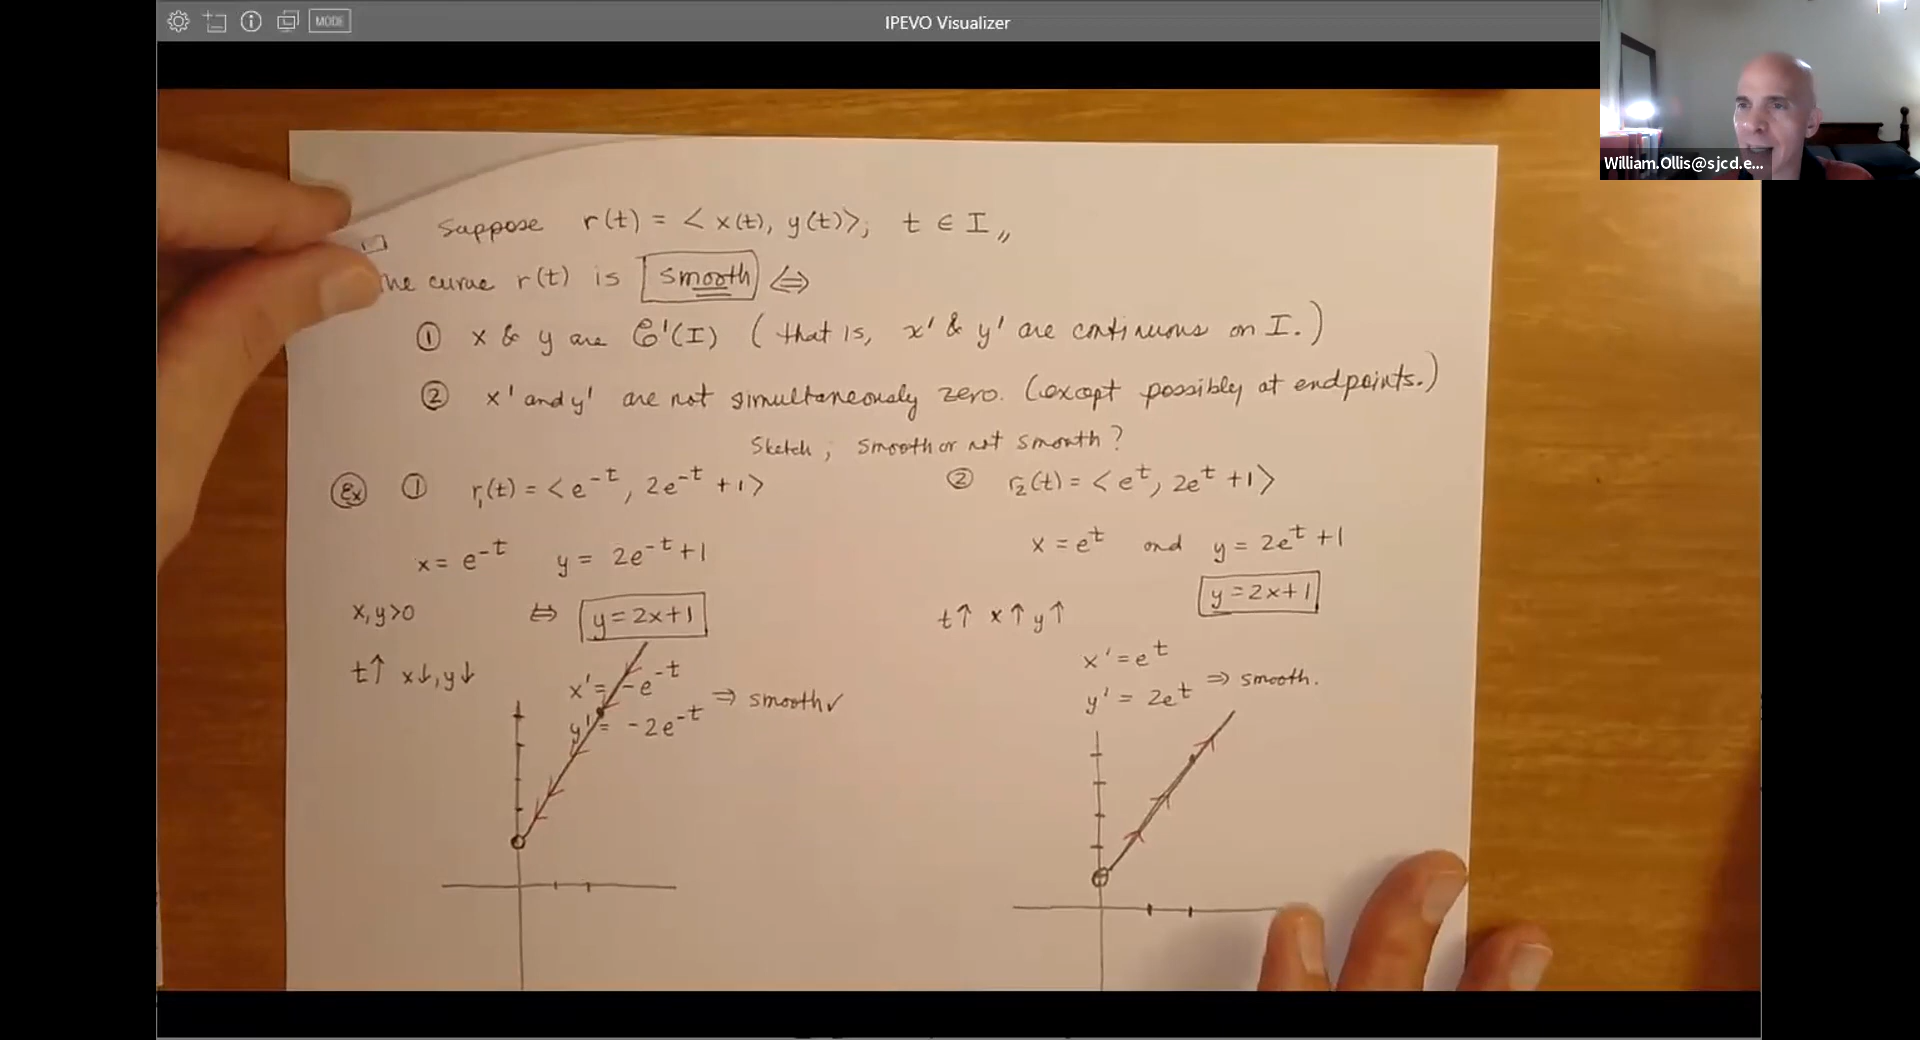 MODE
IPEVO Visualizer
William.Ollis@sjcd.e...
Suppose r(t) = < x(t), y(t)>, t ∈ I,,
he curve r(t) is smooth ⇔
① x & y are C'(I) (that is, x' & y' are continuous on I.)
② x' and y' are not simultaneously zero. (except possibly at endpoints.)
Sketch, smooth or not smooth?
Ex ① r₁(t) = < e^-t, 2e^-t +1 >
② r₂(t) = < e^t, 2e^t +1 >
x = e^-t y = 2e^-t +1
x = e^t and y = 2e^t +1
x, y > 0 ⇔ y = 2x+1
y = 2x+1
t↑ x↓, y↓
t↑ x↑ y↑
x' = -e^-t
y' = -2e^-t ⇒ smooth ✓
x' = e^t
y' = 2e^t ⇒ smooth.